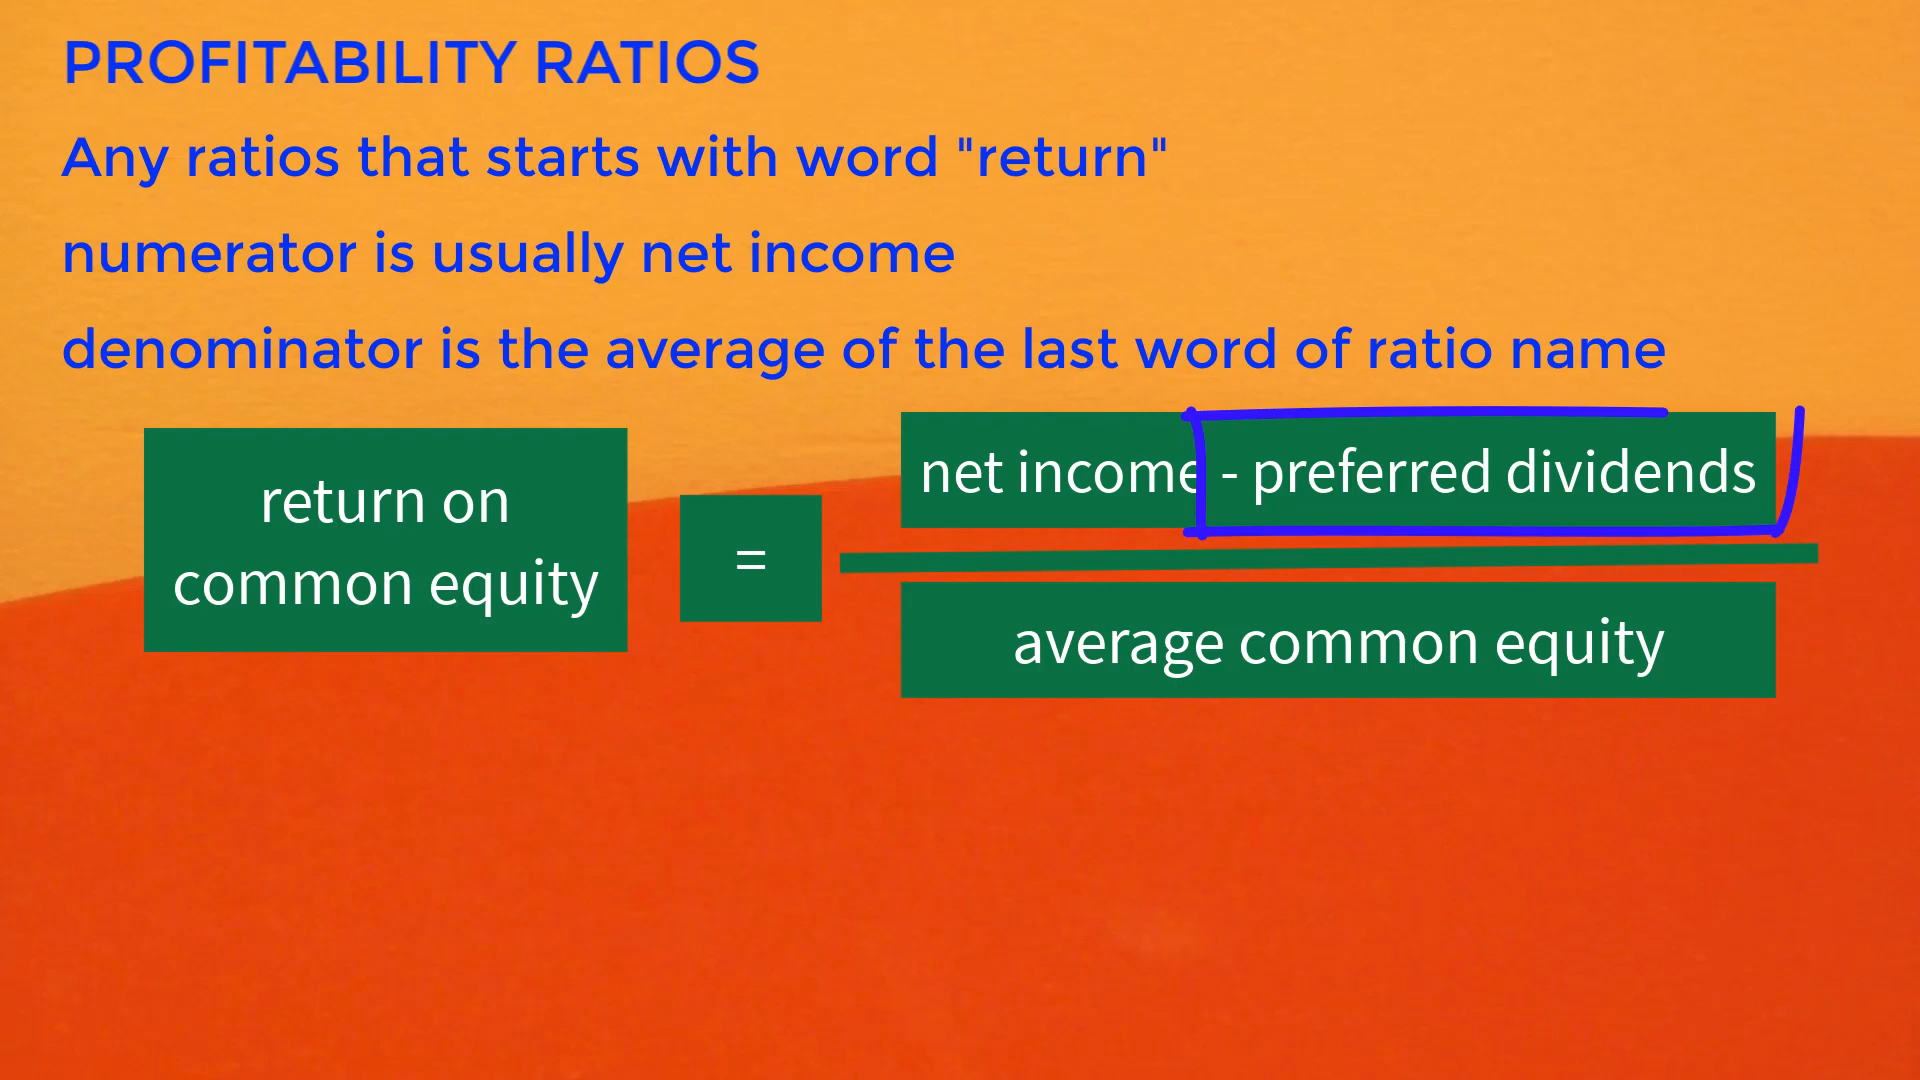 PROFITABILITY RATIOS
Any ratios that starts with word "return"
numerator is usually net income
denominator is the average of the last word of ratio name
return on
common equity
=
net income - preferred dividends
average common equity